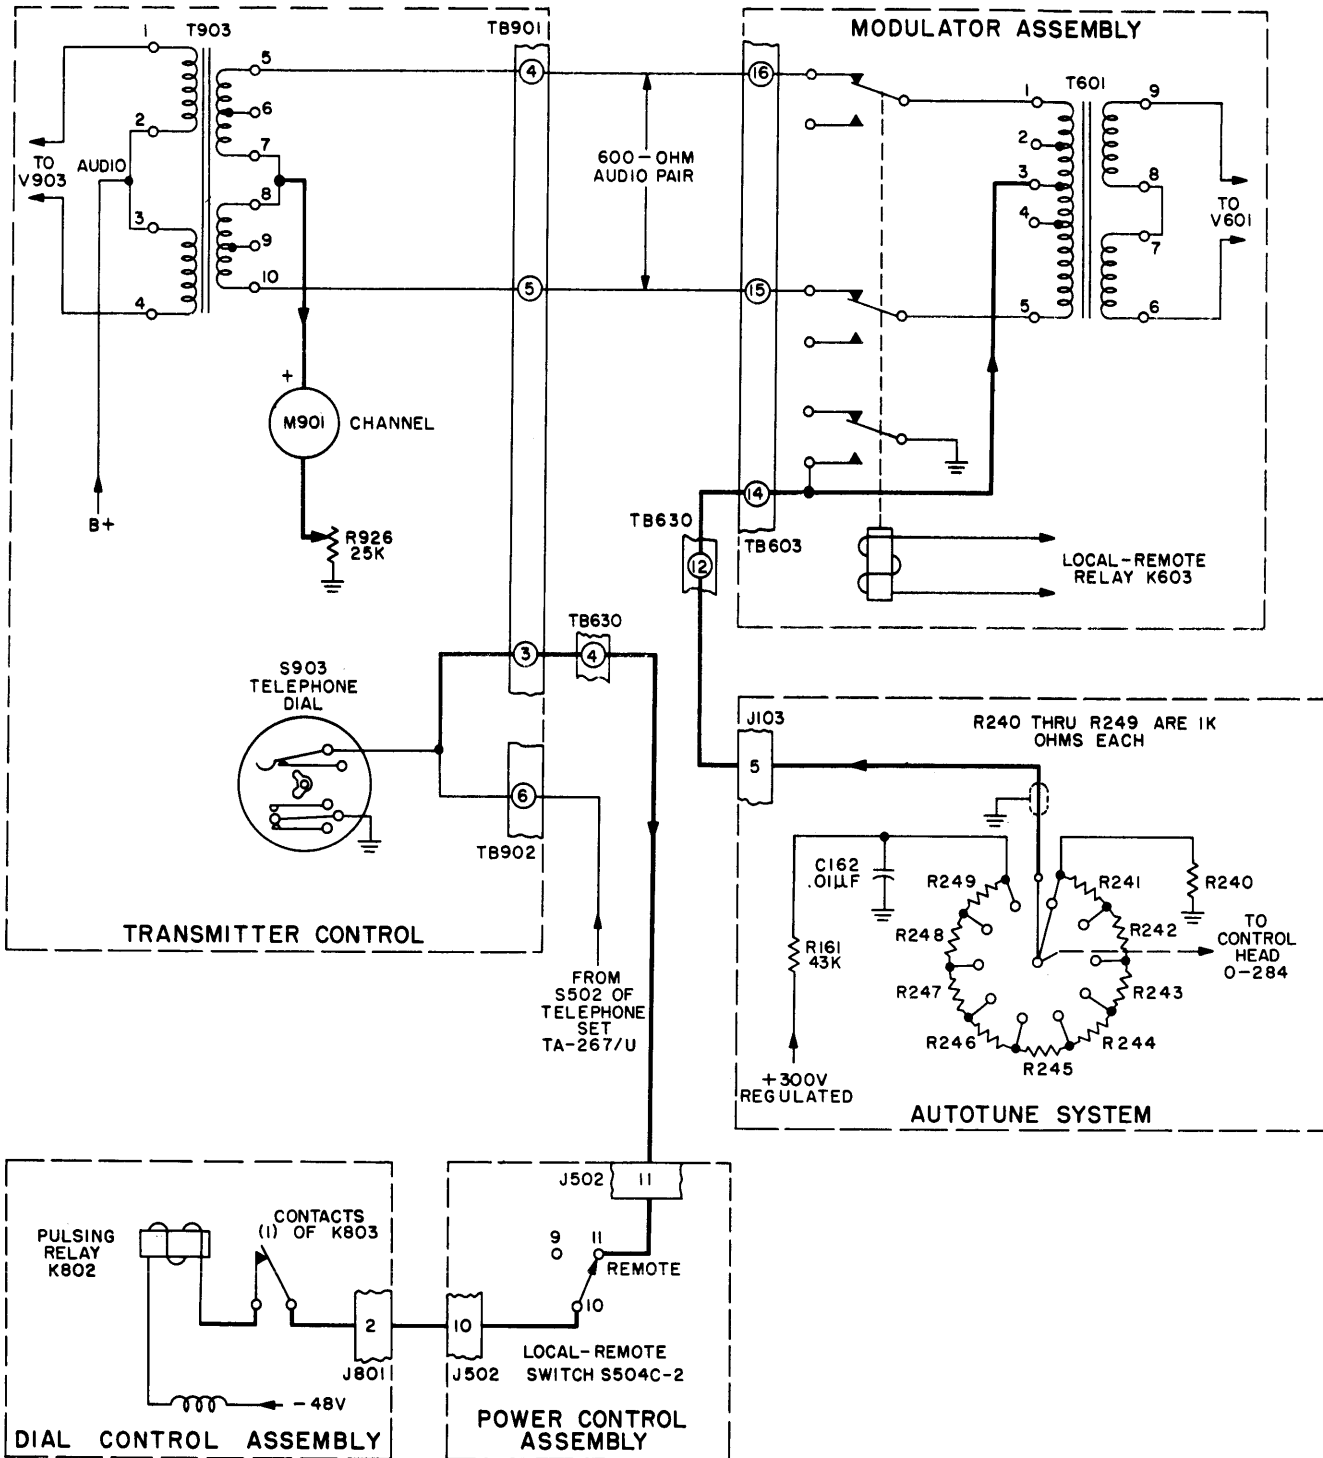 MODULATOR ASSEMBLY
1
T903
TB901
5
4
16
6
2
7
TO
V903
AUDIO
8
3
9
10
4
5
15
600-OHM
AUDIO PAIR
T601
1
2
3
4
5
9
8
7
6
TO
V601
+
M901
CHANNEL
B+
R926
25K
14
TB630
12
TB603
LOCAL-REMOTE
RELAY K603
TB630
3
4
S903
TELEPHONE
DIAL
6
TB902
TRANSMITTER CONTROL
FROM
S502 OF
TELEPHONE
SET
TA-267/U
J103
5
R240 THRU R249 ARE 1K
OHMS EACH
C162
.01µF
R161
43K
+300V
REGULATED
R249
R248
R247
R246
R245
R244
R243
R242
R241
R240
TO
CONTROL
HEAD
O-284
AUTOTUNE SYSTEM
PULSING
RELAY
K802
CONTACTS
(1) OF K803
2
J801
-48V
DIAL CONTROL ASSEMBLY
J502
11
9
11
REMOTE
10
10
J502
LOCAL-REMOTE
SWITCH S504C-2
POWER CONTROL
ASSEMBLY